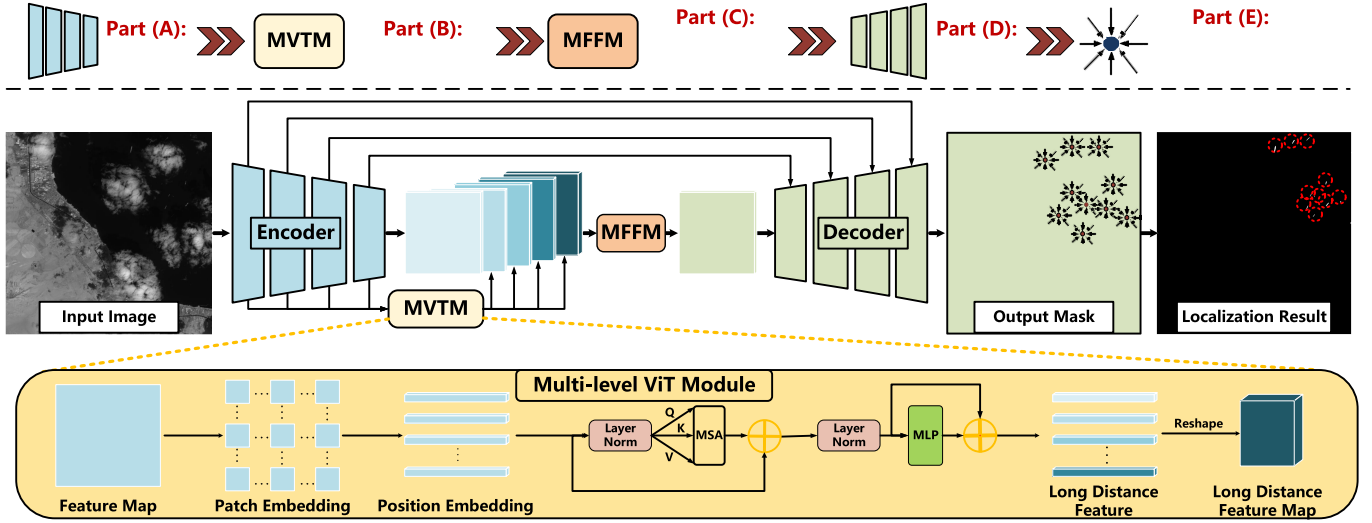 Part (A):
MVTM
Part (B):
MFFM
Part (C):
Part (D):
Part (E):
Input Image
Encoder
MVTM
MFFM
Decoder
Output Mask
Localization Result
Multi-level ViT Module
Feature Map
Patch Embedding
Position Embedding
Layer
Norm
Q
K
V
MSA
Layer
Norm
MLP
Long Distance
Feature
Reshape
Long Distance
Feature Map